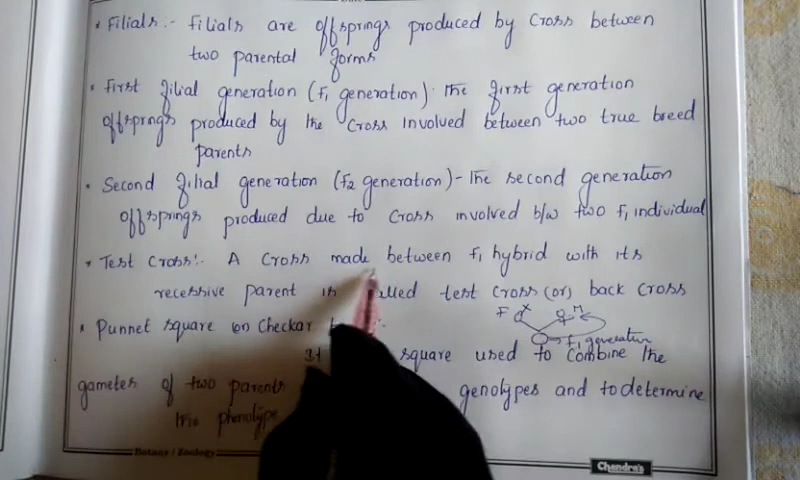 • Filials :- filials are offsprings produced by Cross between
two parental forms
• First filial generation (F1 generation). The first generation
offsprings produced by the Cross involved between two true breed
parents
• Second filial generation (F2 generation) - The second generation
offsprings produced due to Cross involved b/w two F1 individual
• Test Cross :- A Cross made between F1 hybrid with its
recessive parent is called test cross (or) back cross
F ♂ x ♀ M
• Punnet square (or) Checkar
F1 generation
square used to combine the
gametes of two parents genotypes and to determine
phenotype
Botany / Zoology
Chandra's